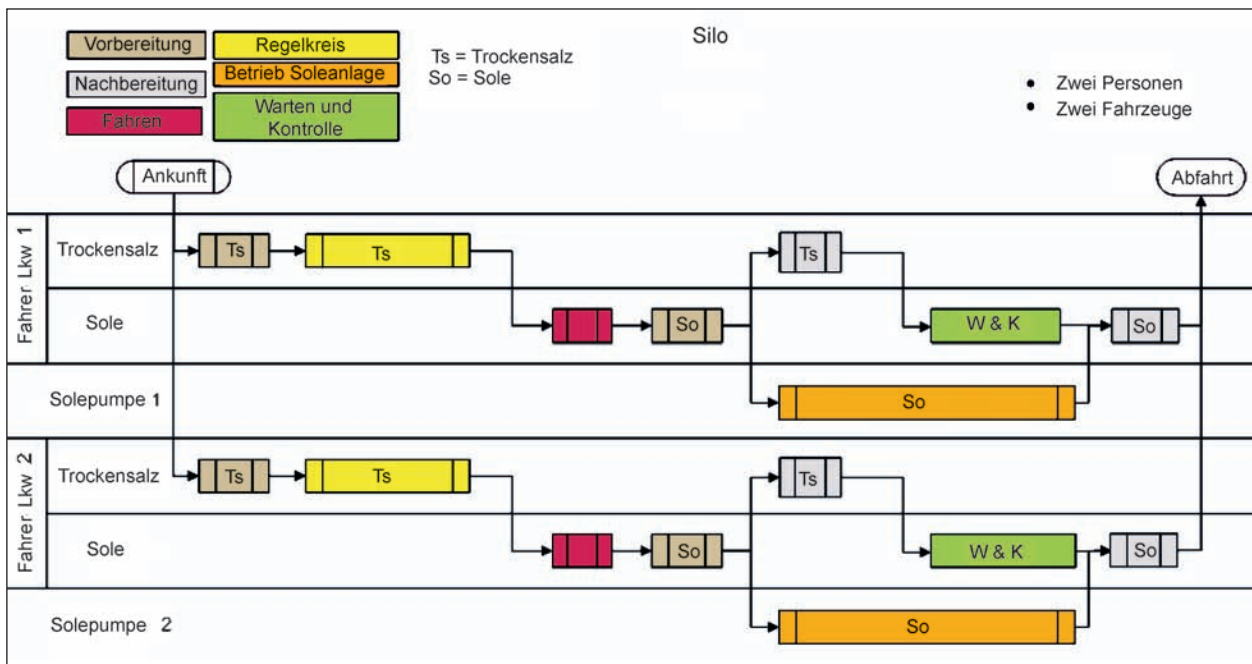 Silo
Vorbereitung
Regelkreis
Nachbereitung
Betrieb Soleanlage
Fahren
Warten und
Kontrolle
Ts = Trockensalz
So = Sole
• Zwei Personen
• Zwei Fahrzeuge
Ankunft
Abfahrt
Fahrer Lkw 1
Trockensalz
Ts
Ts
Ts
Sole
So
W & K
So
Solepumpe 1
So
Fahrer Lkw 2
Trockensalz
Ts
Ts
Ts
Sole
So
W & K
So
Solepumpe 2
So